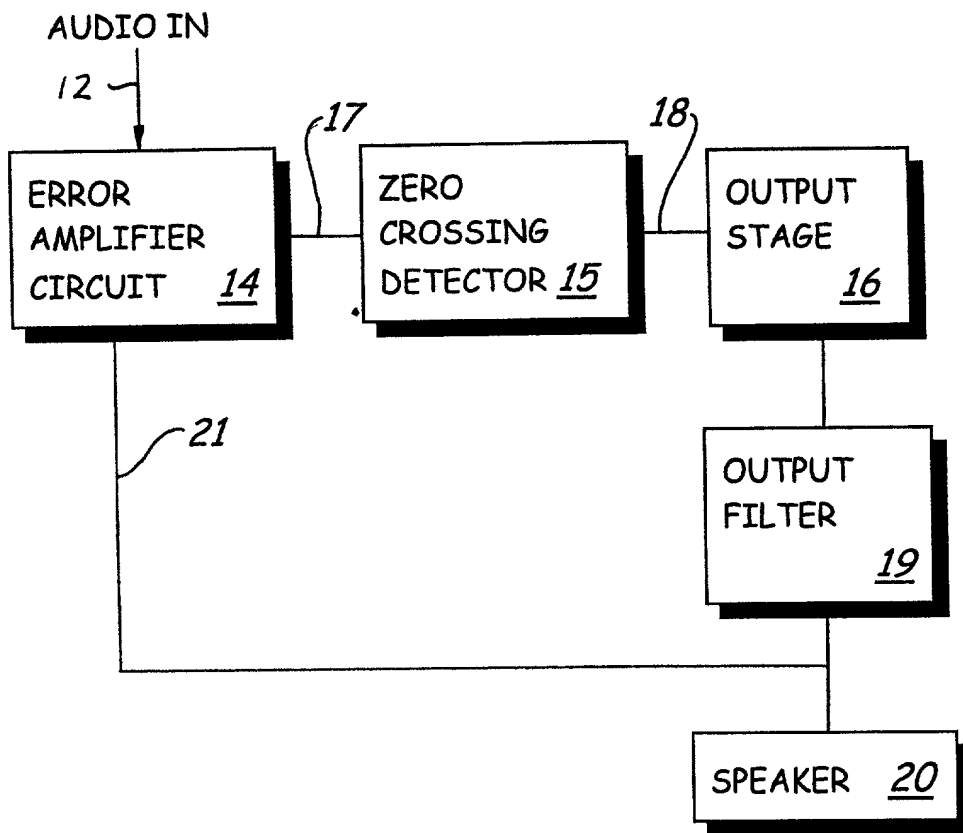 AUDIO IN
12
17
18
ERROR
AMPLIFIER
CIRCUIT 14
ZERO
CROSSING
DETECTOR 15
OUTPUT
STAGE
16
21
OUTPUT
FILTER
19
SPEAKER 20